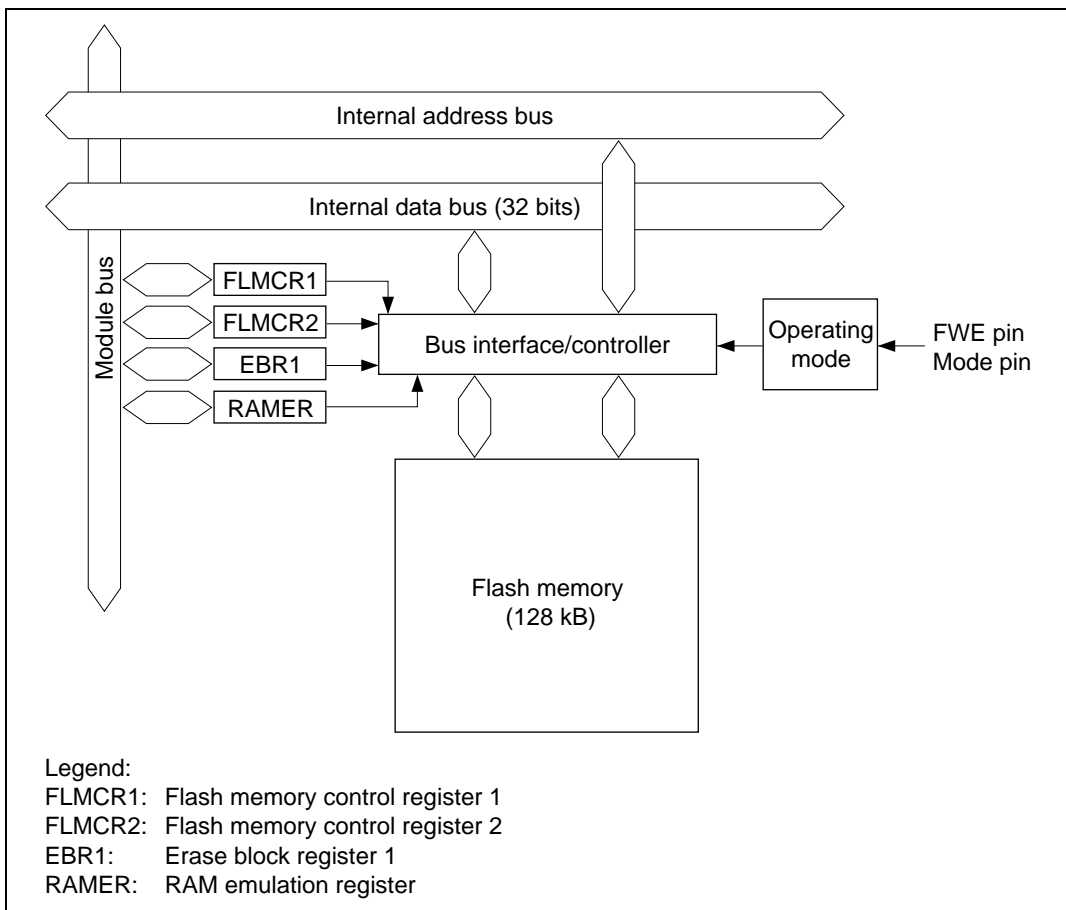 Internal address bus
Internal data bus (32 bits)
Module bus
FLMCR1
FLMCR2
EBR1
RAMER
Bus interface/controller
Operating
mode
FWE pin
Mode pin
Flash memory
(128 kB)
Legend:
FLMCR1: Flash memory control register 1
FLMCR2: Flash memory control register 2
EBR1: Erase block register 1
RAMER: RAM emulation register